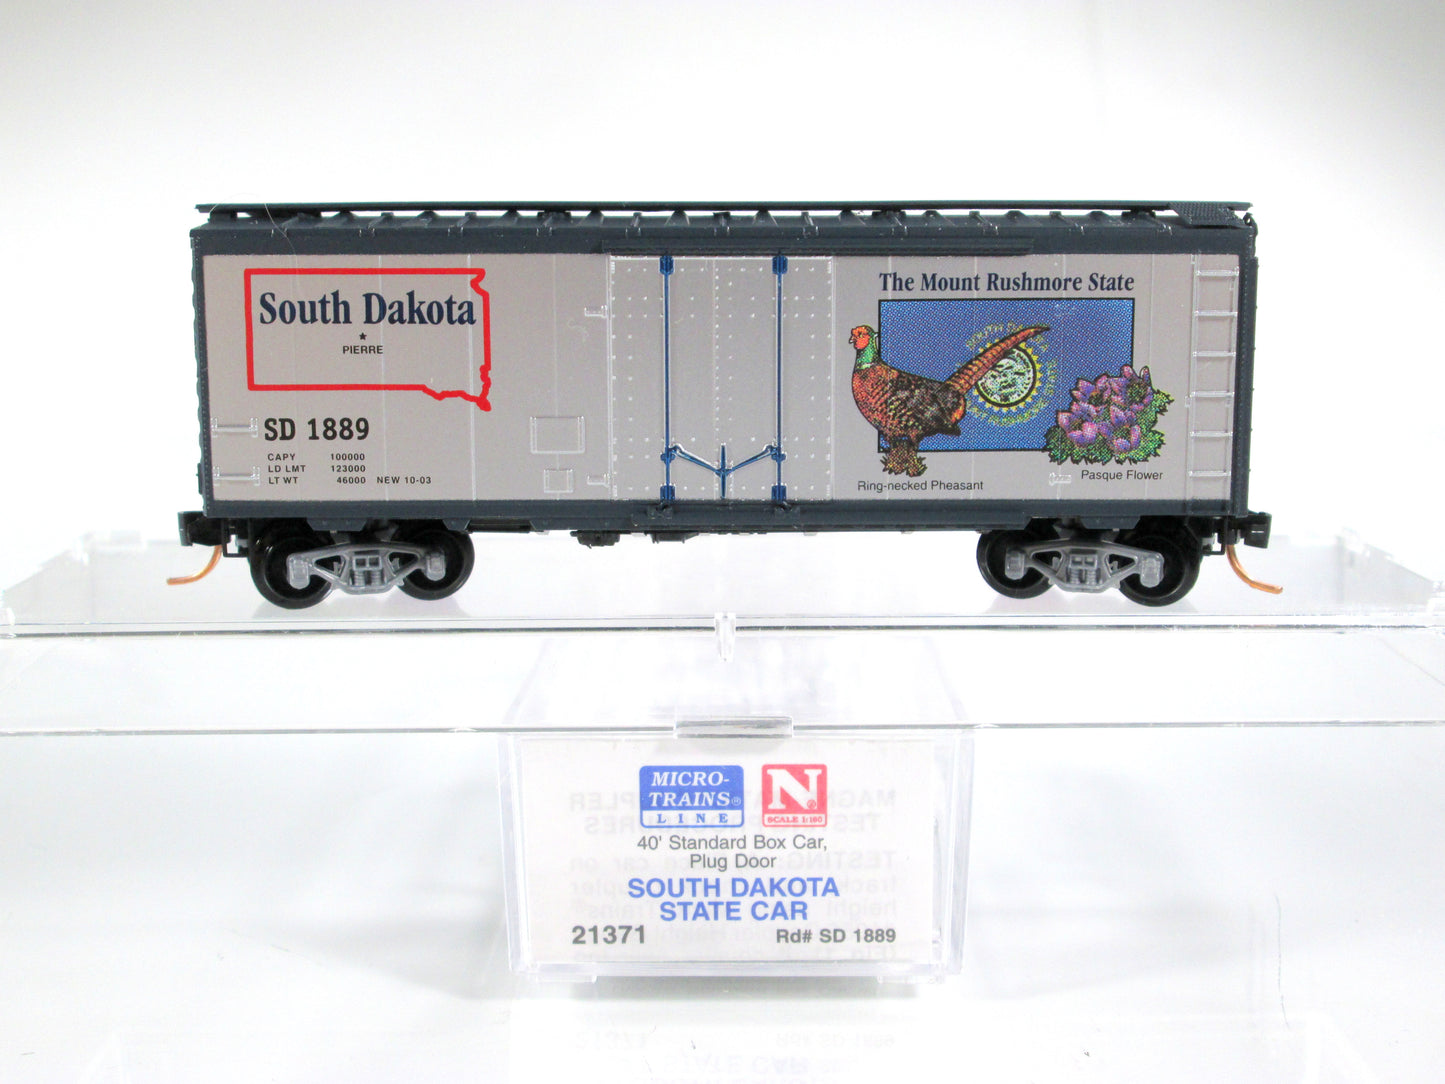 South Dakota
PIERRE
SD 1889
CAPY 100000
LD LMT 123000
LT WT 46000 NEW 10-03
The Mount Rushmore State
Ring-necked Pheasant
Pasque Flower
MICRO-
TRAINS®
LINE
N®
SCALE 1:160
40' Standard Box Car,
Plug Door
SOUTH DAKOTA
STATE CAR
21371 Rd# SD 1889